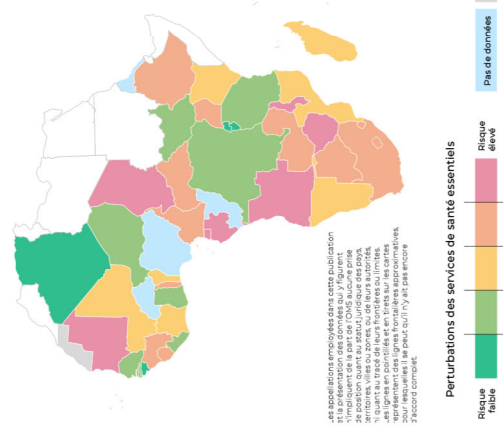 Les appellations employées dans cette publication
et la présentation des données qui y figurent
n'impliquent de la part de l'OMS aucune prise
de position quant au statut juridique des pays,
territoires, villes ou zones, ou de leurs autorités,
ni quant au tracé de leurs frontières ou limites.
Les lignes en pointillés et en tirets sur les cartes
représentent des lignes frontalières approximatives,
pour lesquelles il se peut qu'il n'y ait pas encore
d'accord complet.
Perturbations des services de santé essentiels
Risque
faible
Risque
élevé
Pas de données